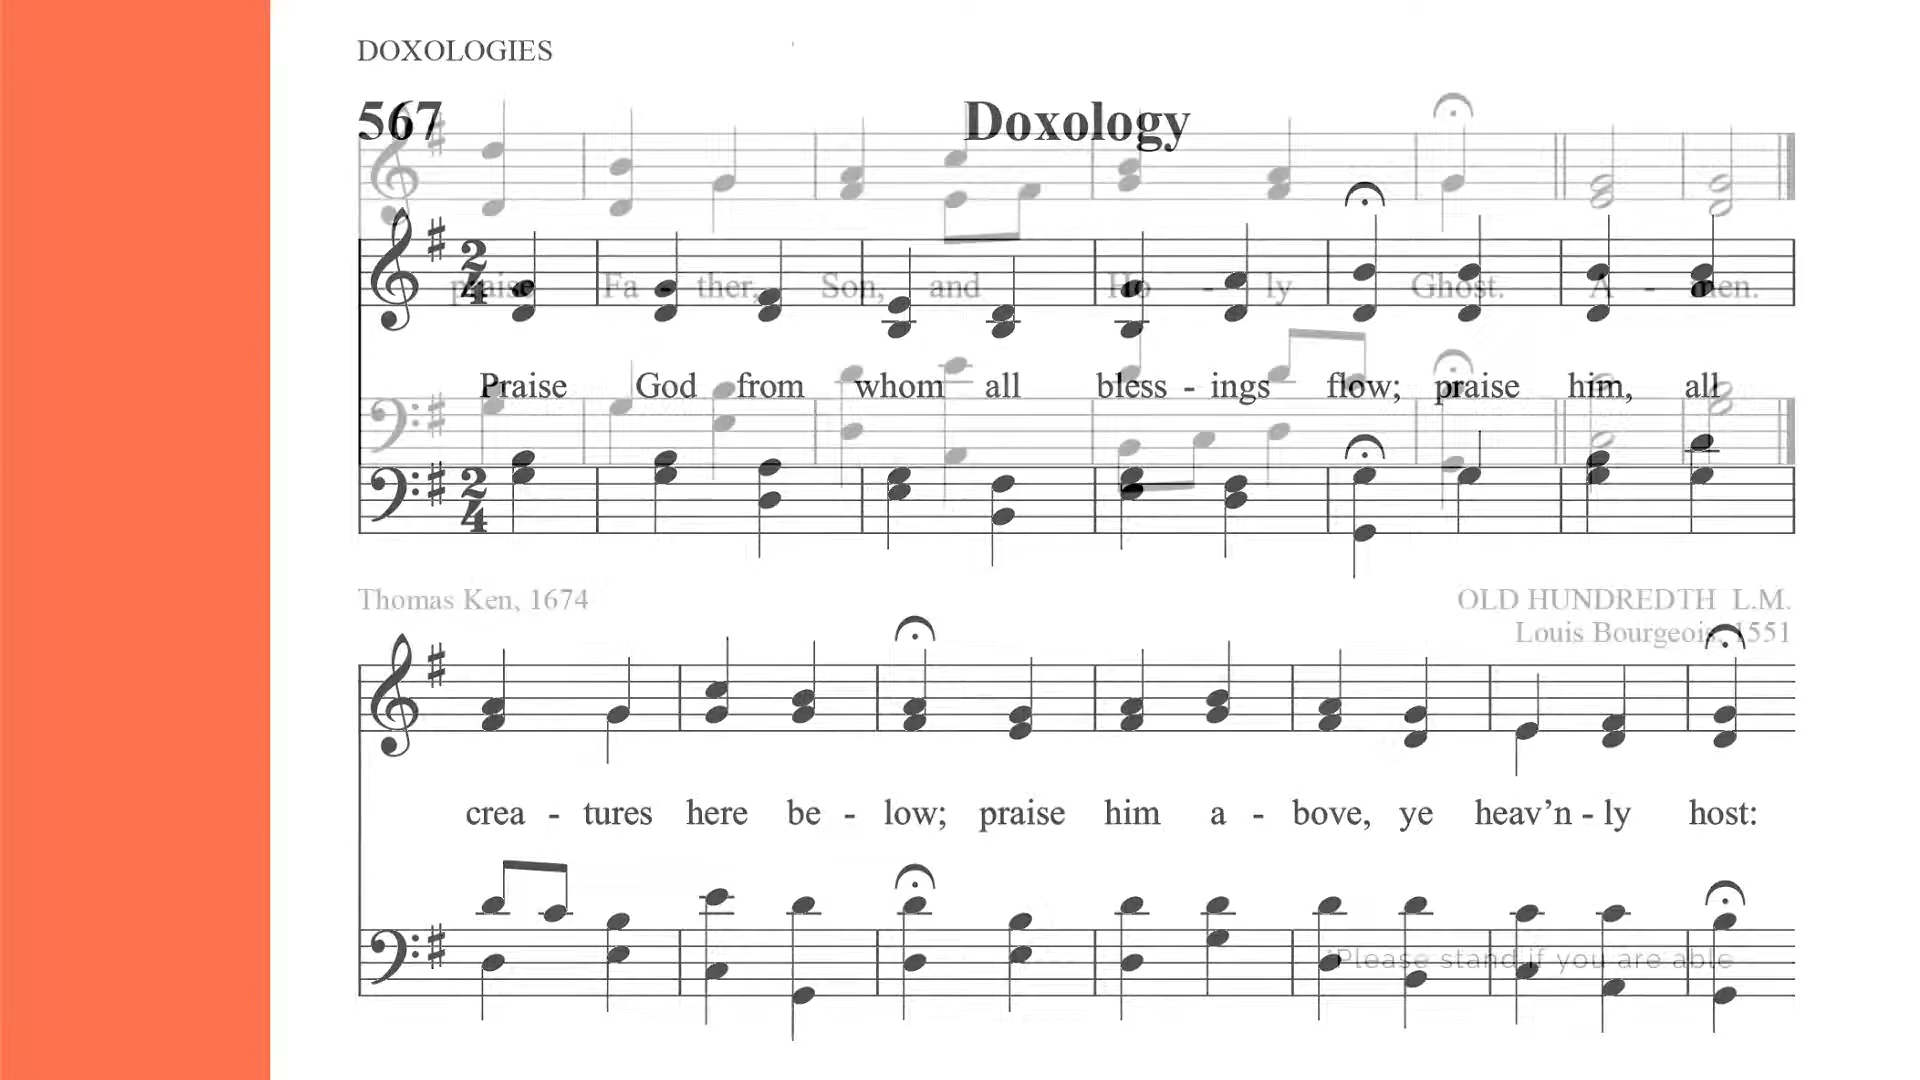 DOXOLOGIES
567 Doxology
praise Fa - ther, Son, and Ho - ly Ghost. A - men.
Praise God from whom all bless - ings flow; praise him, all
Thomas Ken, 1674 OLD HUNDREDTH L.M.
Louis Bourgeois, 1551
crea - tures here be - low; praise him a - bove, ye heav’n - ly host:
*Please stand if you are able